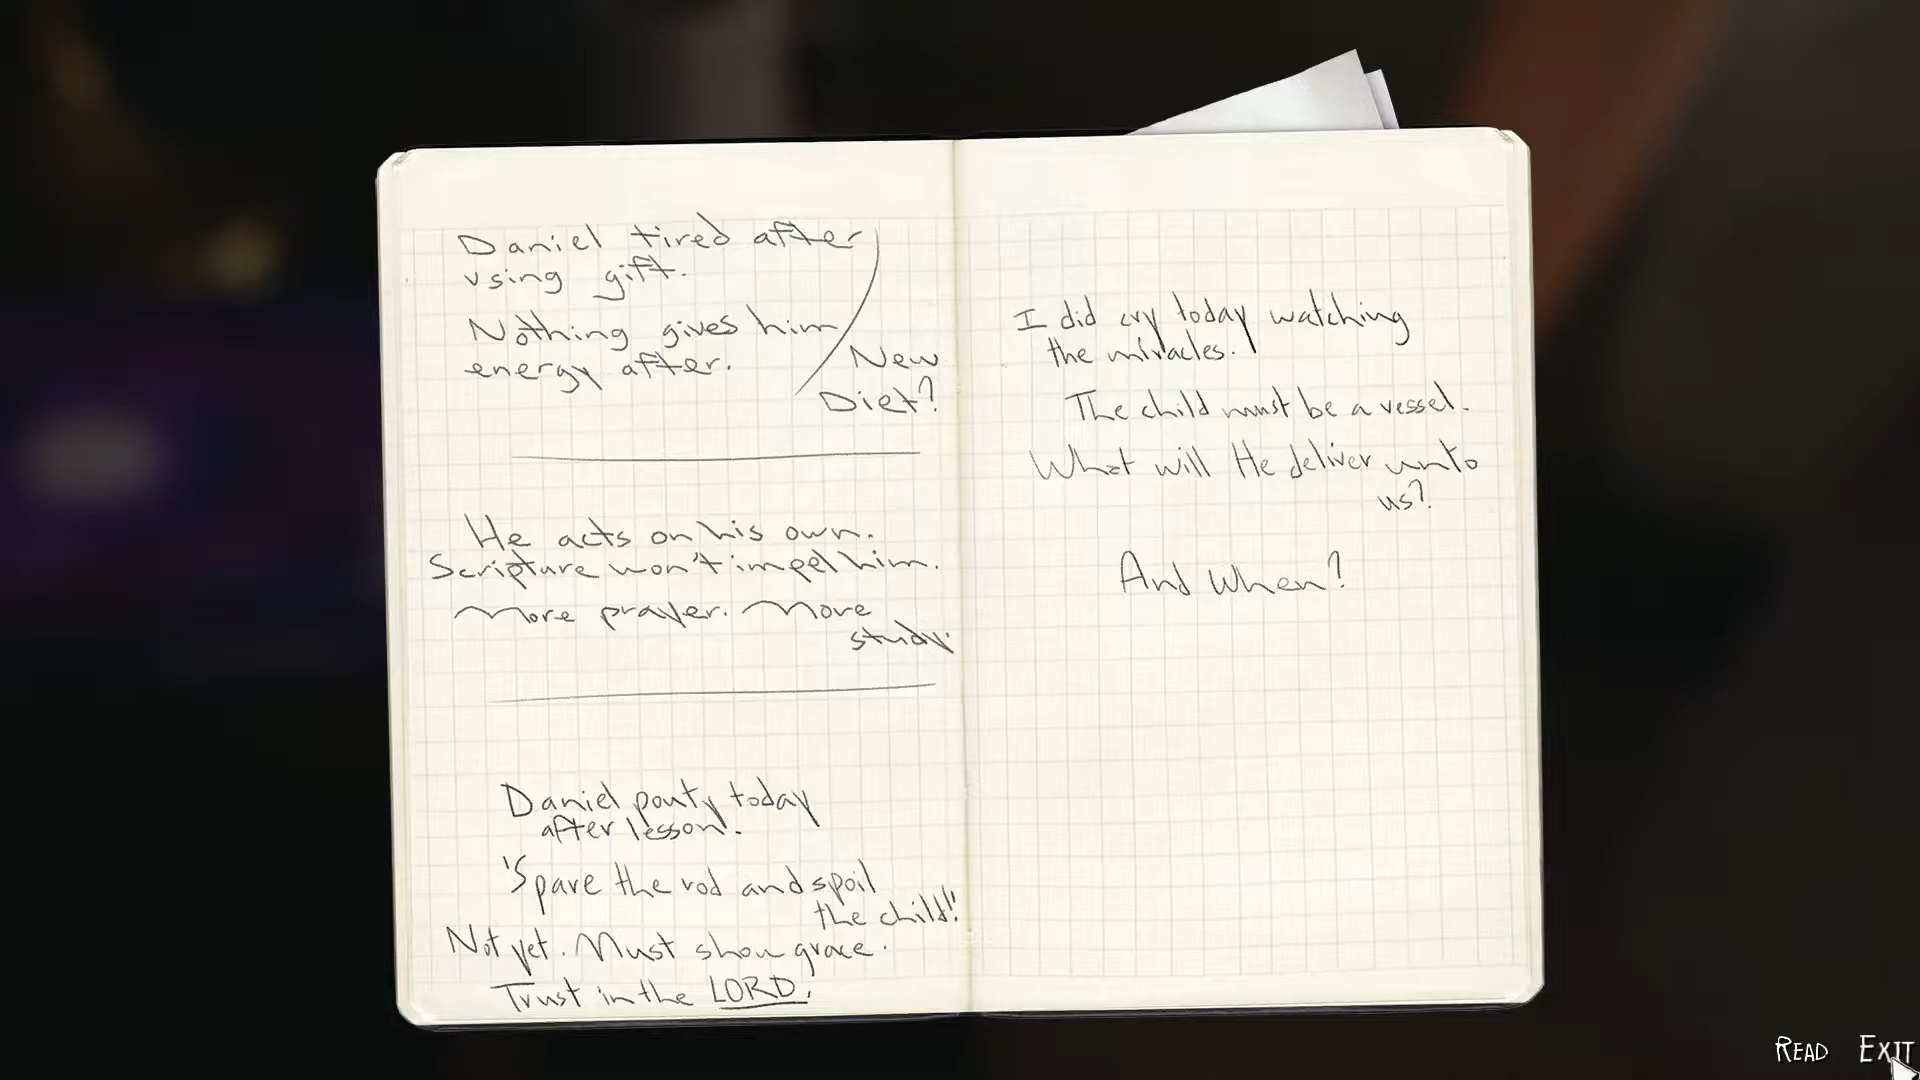 Daniel tired after
using gift.
Nothing gives him
energy after.
New
Diet?
He acts on his own.
Scripture won't impel him.
More prayer. More
study.
Daniel pouty today
after lesson.
'Spare the rod and spoil
the child!'
Not yet. Must show grace.
Trust in the LORD.
I did cry today watching
the miracles.
The child must be a vessel.
What will He deliver unto
us?
And when?
READ EXIT